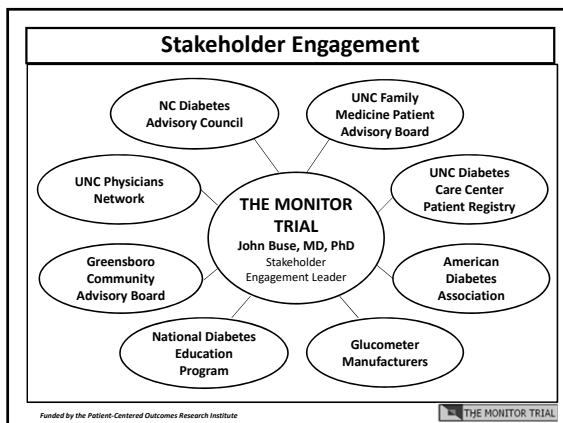 Stakeholder Engagement
NC Diabetes
Advisory Council
UNC Family
Medicine Patient
Advisory Board
UNC Physicians
Network
THE MONITOR
TRIAL
John Buse, MD, PhD
Stakeholder
Engagement Leader
UNC Diabetes
Care Center
Patient Registry
Greensboro
Community
Advisory Board
American
Diabetes
Association
National Diabetes
Education
Program
Glucometer
Manufacturers
Funded by the Patient-Centered Outcomes Research Institute
THE MONITOR TRIAL